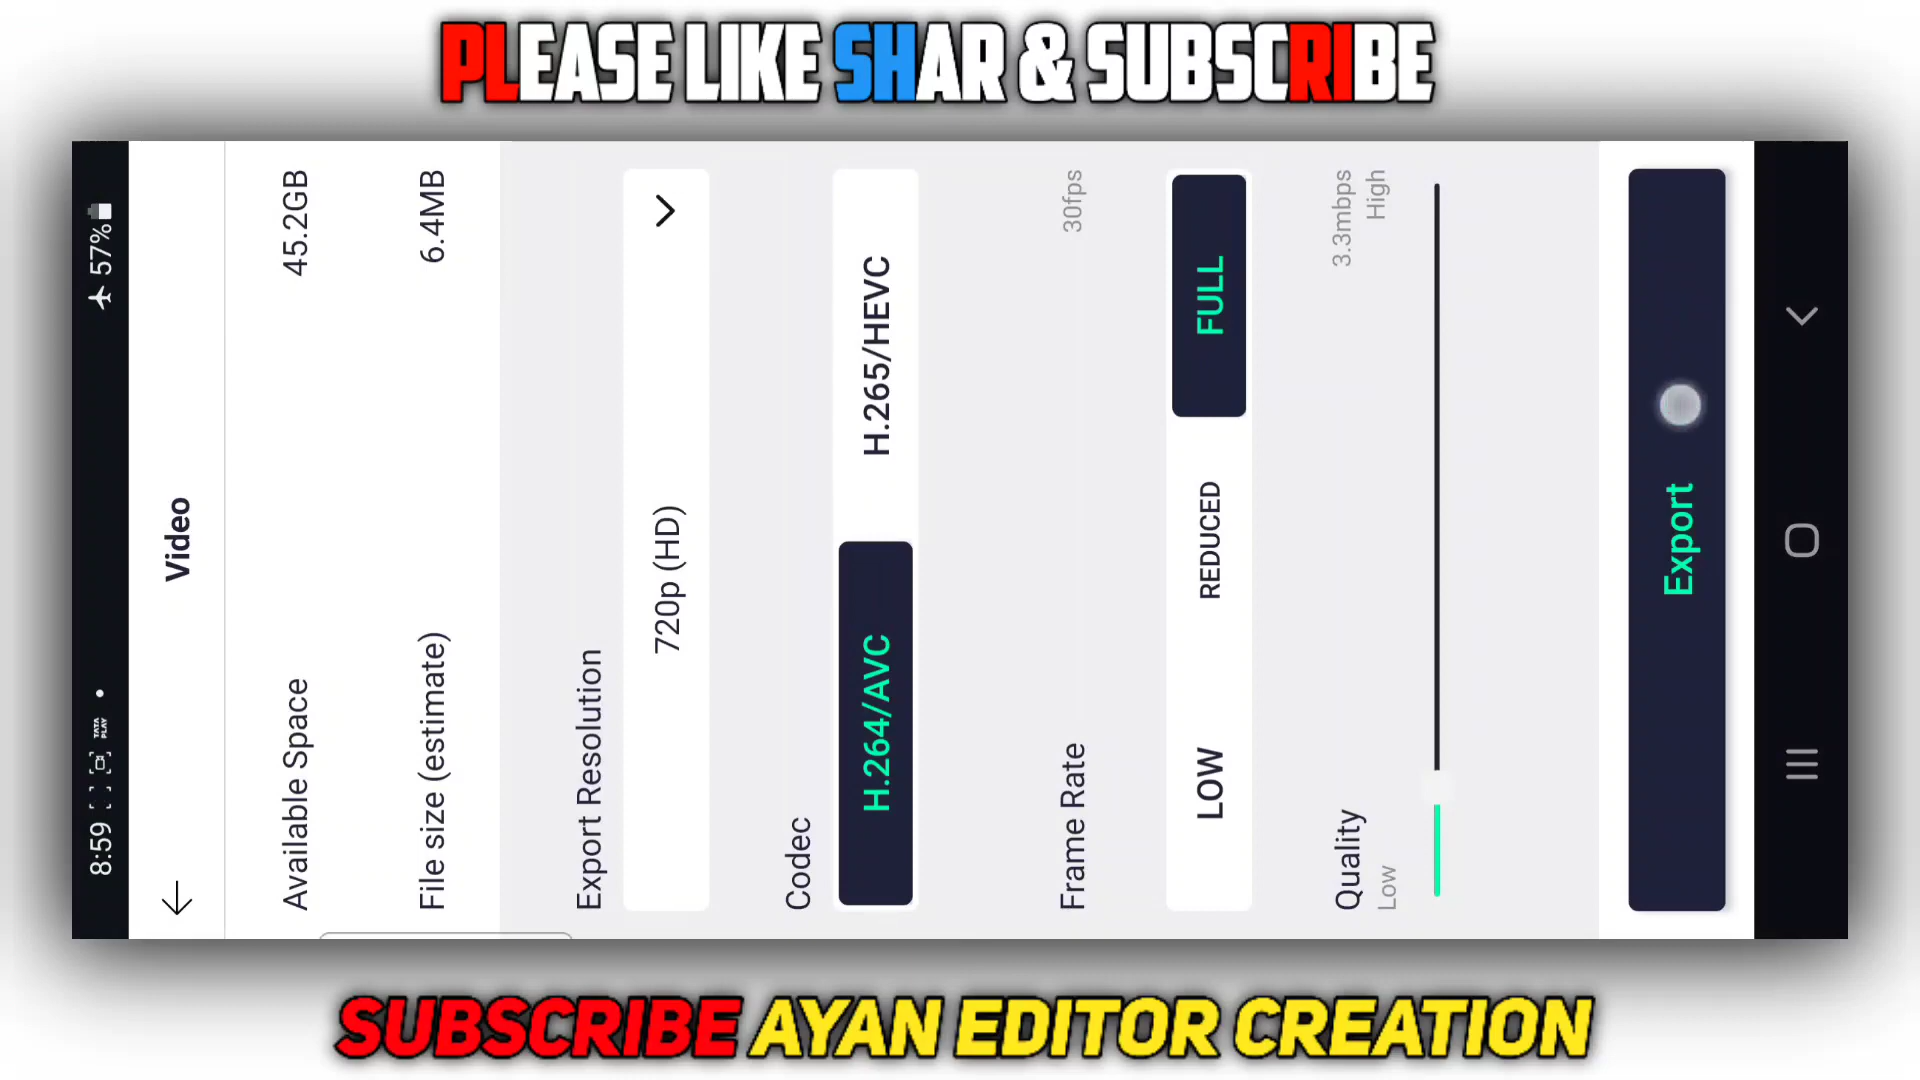 PLEASE LIKE SHAR & SUBSCRIBE
8:59 TATA PLAY 57%
Video
Available Space 45.2GB
File size (estimate) 6.4MB
Export Resolution
720p (HD)
Codec
H.264/AVC H.265/HEVC
Frame Rate 30fps
LOW REDUCED FULL
Quality 3.3mbps
Low High
Export
SUBSCRIBE AYAN EDITOR CREATION